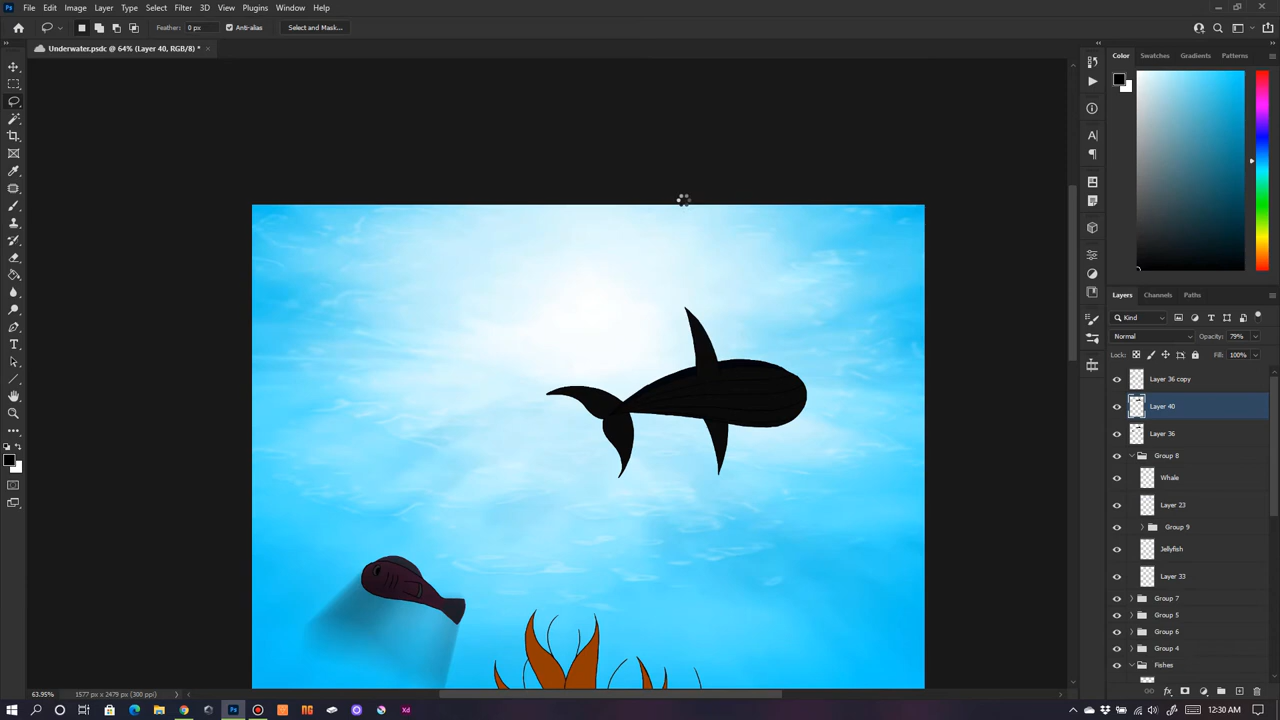 Ps File Edit Image Layer Type Select Filter 3D View Plugins Window Help
Feather: 0 px Anti-alias Select and Mask...
Underwater.psdc @ 64% (Layer 40, RGB/8) * ×
Color Swatches Gradients Patterns
Layers Channels Paths
Kind
Normal Opacity: 79%
Lock: Fill: 100%
Layer 36 copy
Layer 40
Layer 36
Group 8
Whale
Layer 23
Group 9
Jellyfish
Layer 33
Group 7
Group 5
Group 6
Group 4
Fishes
63.95% 1577 px x 2479 px (300 ppi)
12:30 AM